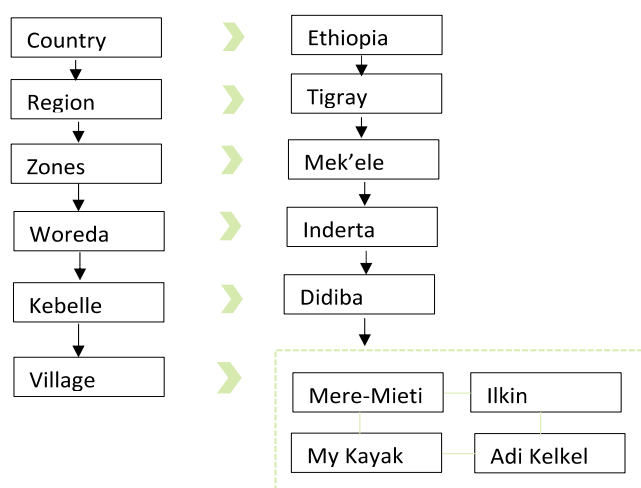 Country
Ethiopia
Region
Tigray
Zones
Mek’ele
Woreda
Inderta
Kebelle
Didiba
Village
Mere-Mieti
Ilkin
My Kayak
Adi Kelkel